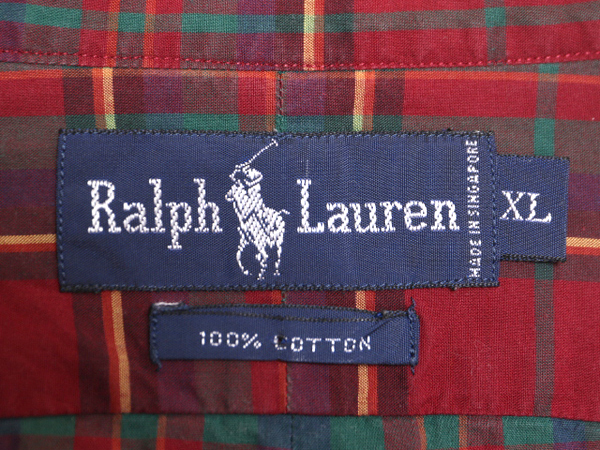 Ralph Lauren
MADE IN SINGAPORE
XL
100% COTTON